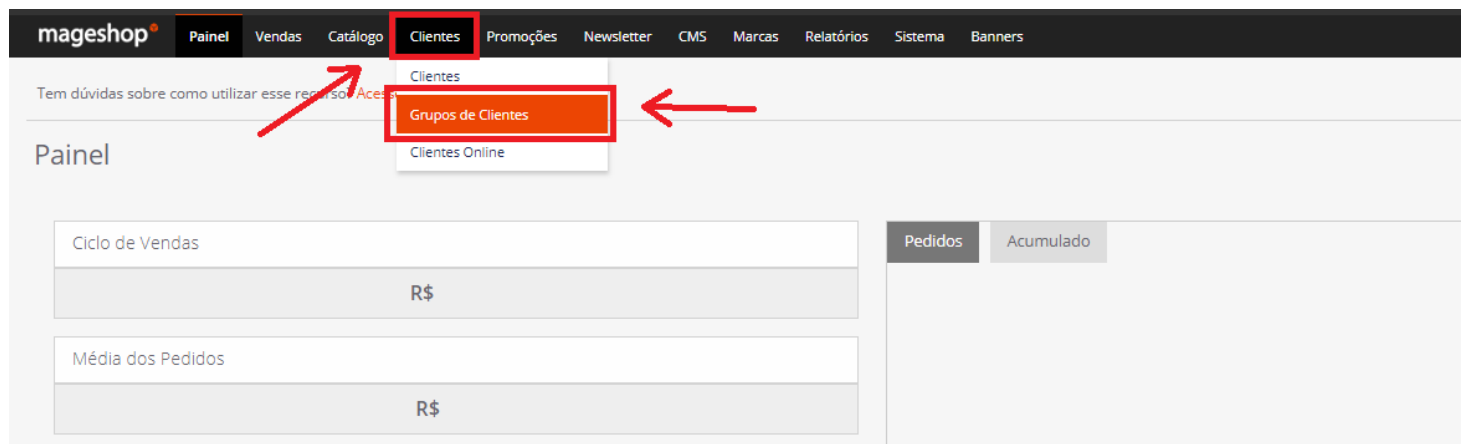 mageshop Painel Vendas Catálogo Clientes Promoções Newsletter CMS Marcas Relatórios Sistema Banners
Clientes
Tem dúvidas sobre como utilizar esse recurso?
Grupos de Clientes
Clientes Online
Painel
Ciclo de Vendas
R$
Média dos Pedidos
R$
Pedidos Acumulado